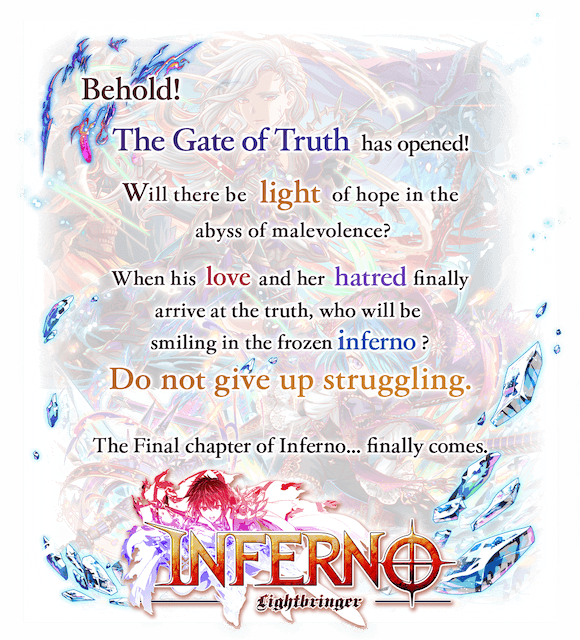 Behold!
The Gate of Truth has opened!
Will there be light of hope in the
abyss of malevolence?
When his love and her hatred finally
arrive at the truth, who will be
smiling in the frozen inferno ?
Do not give up struggling.
The Final chapter of Inferno... finally comes.
INFERNO
Lightbringer